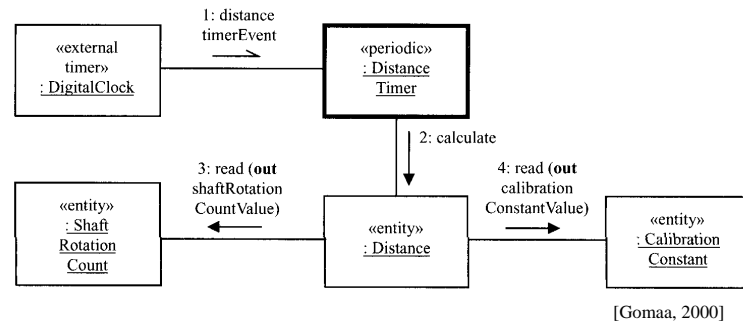 1: distance
timerEvent
«external
timer»
: DigitalClock
«periodic»
: Distance
Timer
2: calculate
3: read (out
shaftRotation
CountValue)
4: read (out
calibration
ConstantValue)
«entity»
: Shaft
Rotation
Count
«entity»
: Distance
«entity»
: Calibration
Constant
[Gomaa, 2000]